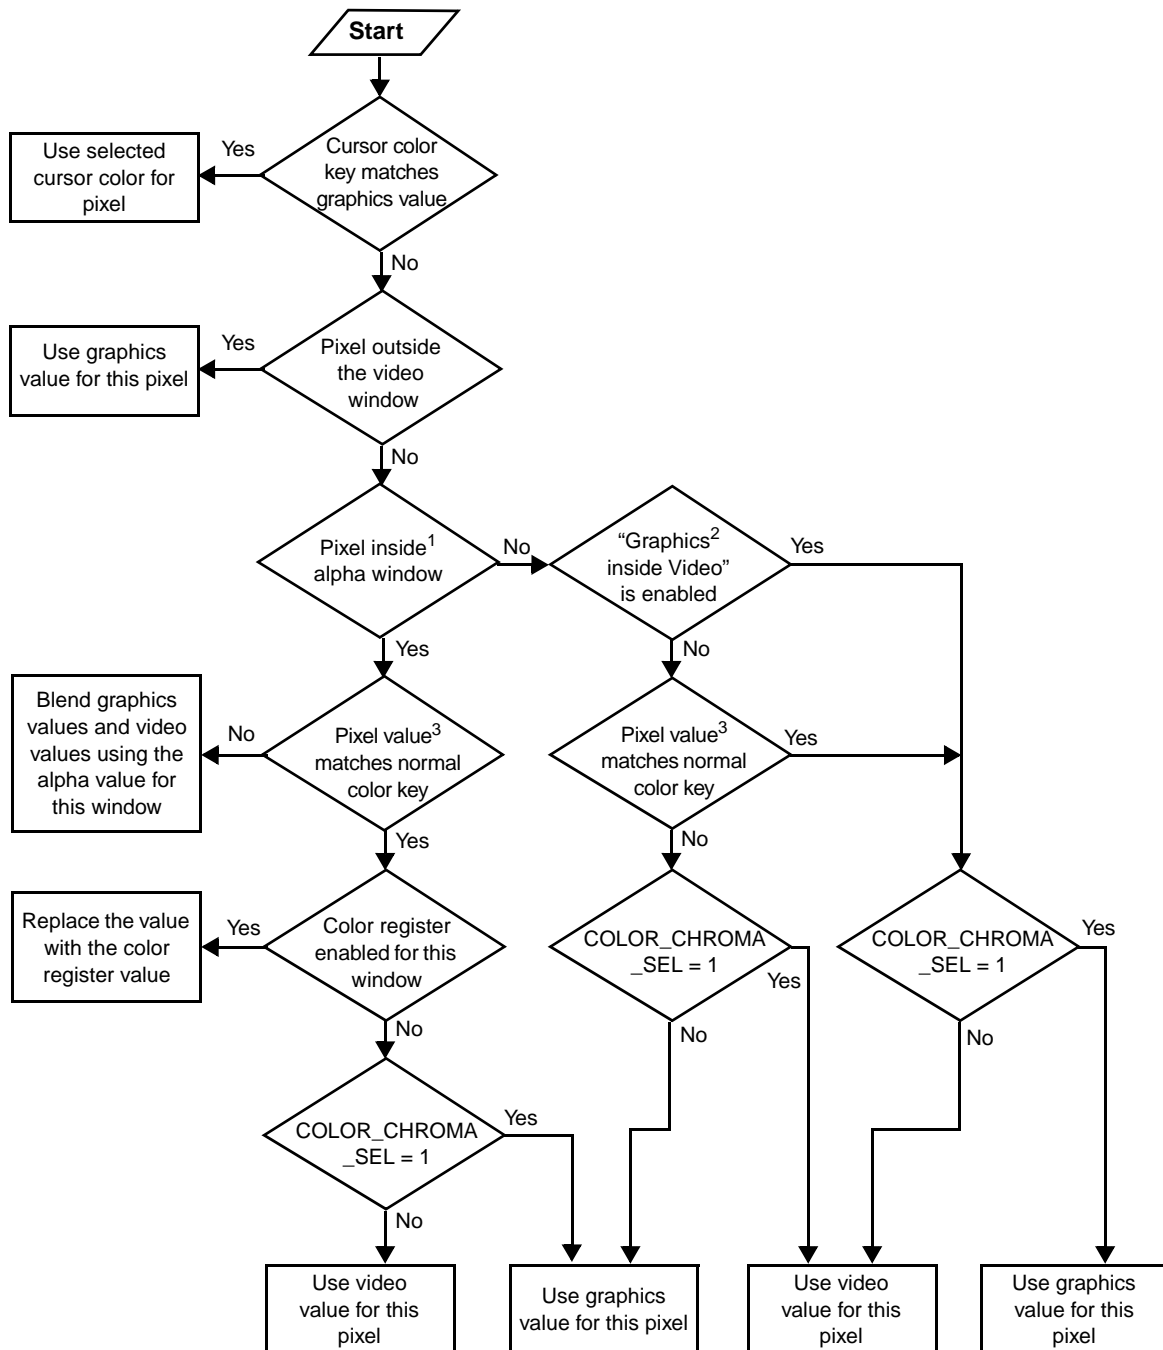 Start
Cursor color
key matches
graphics value
Yes
Use selected
cursor color for
pixel
No
Pixel outside
the video
window
Yes
Use graphics
value for this pixel
No
Pixel inside1
alpha window
No
“Graphics2
inside Video”
is enabled
Yes
Yes
No
Blend graphics
values and video
values using the
alpha value for
this window
No
Pixel value3
matches normal
color key
Pixel value3
matches normal
color key
Yes
Yes
No
Replace the value
with the color
register value
Yes
Color register
enabled for this
window
COLOR_CHROMA
_SEL = 1
Yes
COLOR_CHROMA
_SEL = 1
Yes
No
No
No
COLOR_CHROMA
_SEL = 1
Yes
No
Use video
value for this
pixel
Use graphics
value for this pixel
Use video
value for this
pixel
Use graphics
value for this
pixel